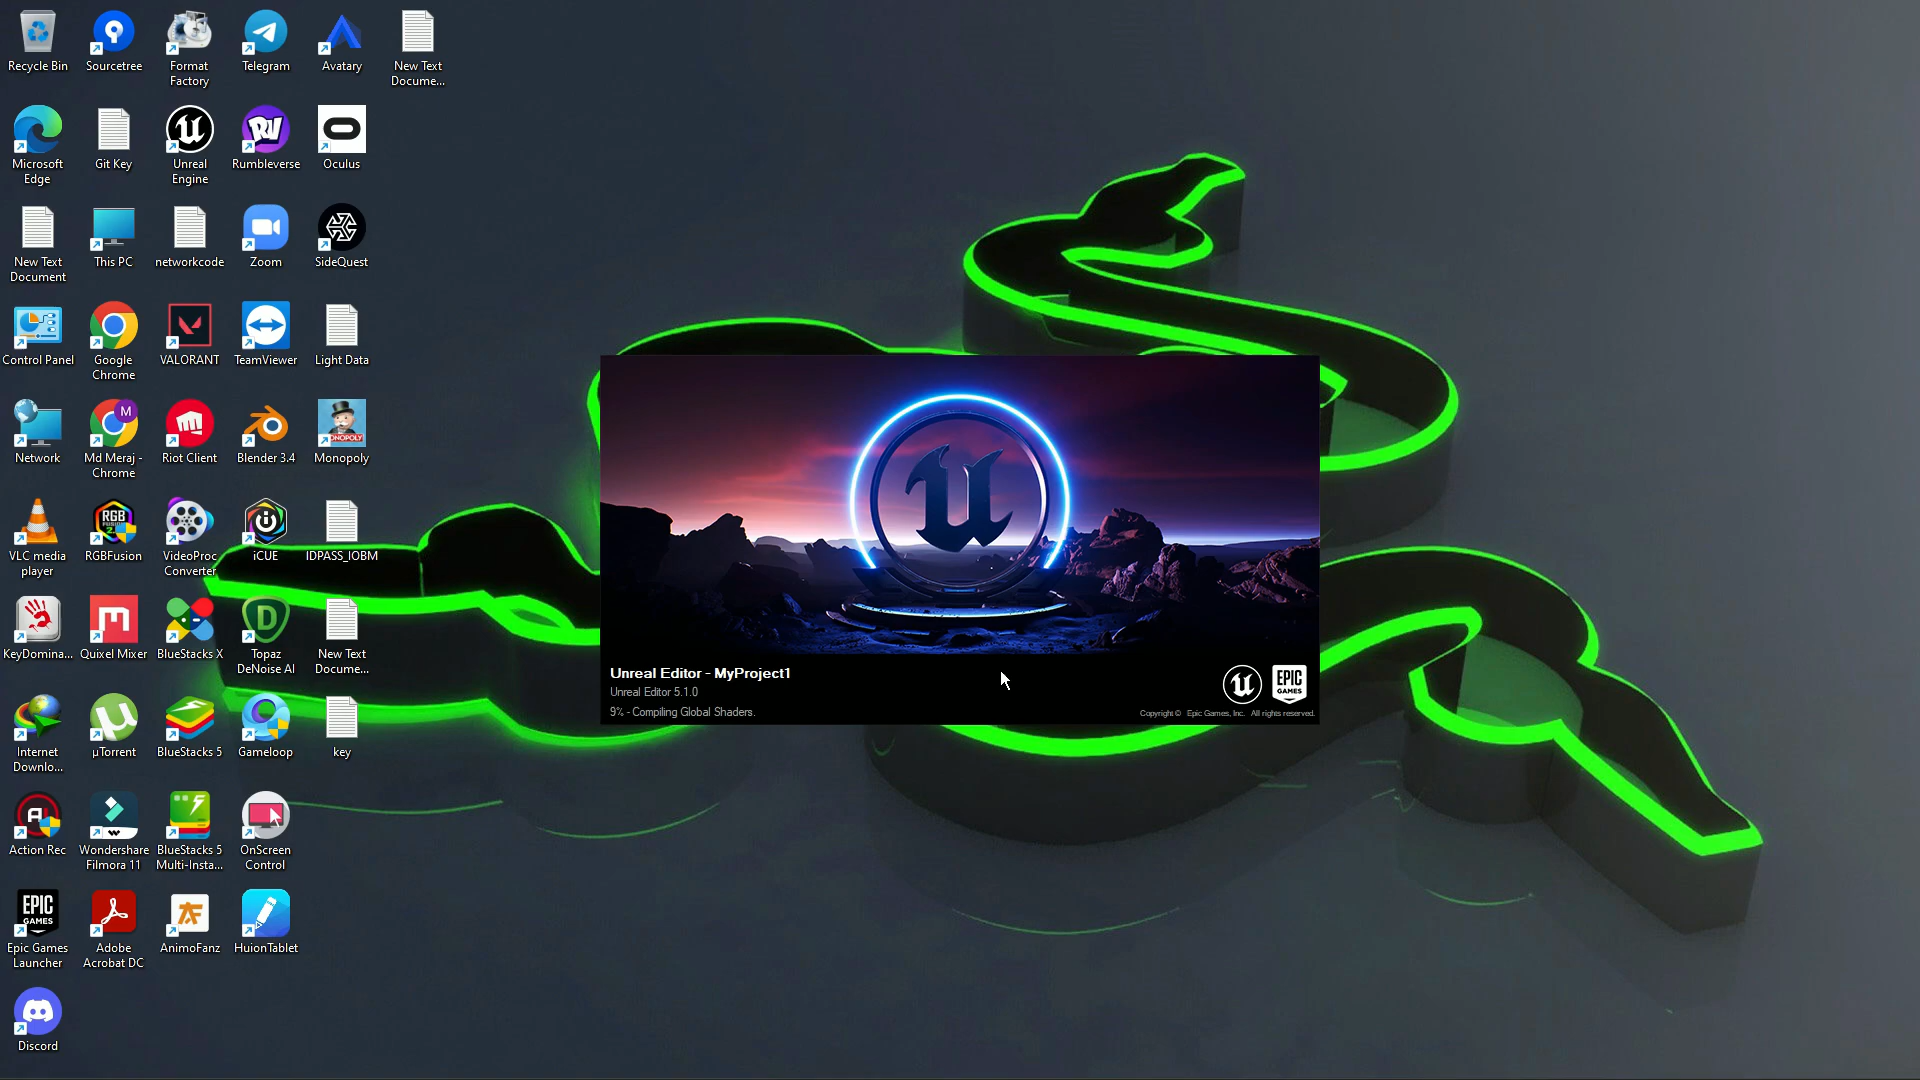 Recycle Bin
Sourcetree
Format
Factory
Telegram
Avatary
New Text
Docume...
Microsoft
Edge
Git Key
Unreal
Engine
RV
Rumbleverse
Oculus
New Text
Document
This PC
networkcode
Zoom
SideQuest
Control Panel
Google
Chrome
VALORANT
TeamViewer
Light Data
Network
M
Md Meraj -
Chrome
Riot Client
Blender 3.4
MONOPOLY
Monopoly
VLC media
player
RGB
FUSION
RGBFusion
VideoProc
Converter
iCUE
IDPASS_IOBM
KeyDomina...
Quixel Mixer
BlueStacks X
Topaz
DeNoise AI
New Text
Docume...
Internet
Downlo...
µTorrent
BlueStacks 5
Gameloop
key
Action Rec
Wondershare
Filmora 11
BlueStacks 5
Multi-Insta...
OnScreen
Control
EPIC
GAMES
Epic Games
Launcher
Adobe
Acrobat DC
AF
AnimoFanz
HuionTablet
Discord
Unreal Editor - MyProject1
Unreal Editor 5.1.0
9% - Compiling Global Shaders.
EPIC
GAMES
Copyright © Epic Games, Inc. All rights reserved.